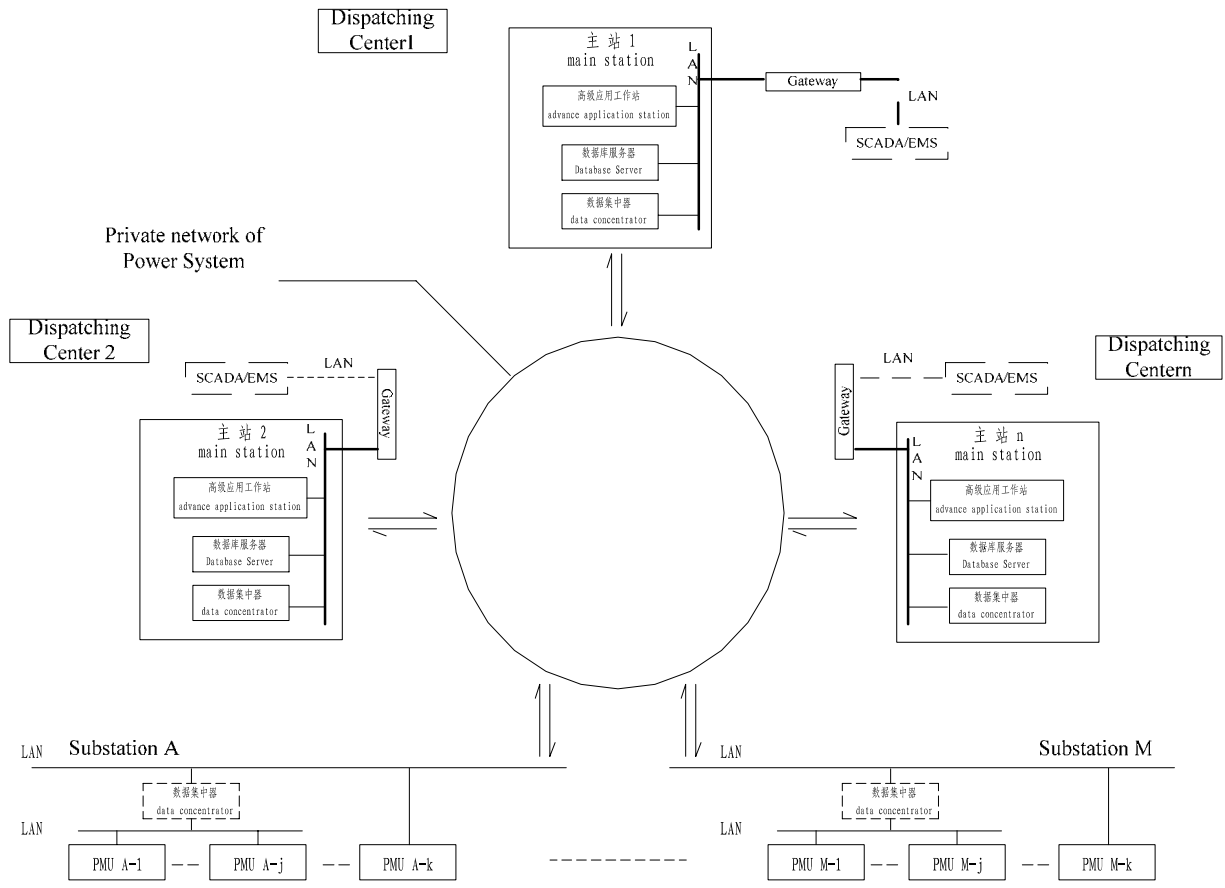 Dispatching
Center1
主 站 1
main station
L
A
N
高级应用工作站
advance application station
数据库服务器
Database Server
数据集中器
data concentrator
Gateway
LAN
SCADA/EMS
Private network of
Power System
Dispatching
Center 2
SCADA/EMS
LAN
Gateway
主 站 2
main station
L
A
N
高级应用工作站
advance application station
数据库服务器
Database Server
数据集中器
data concentrator
Dispatching
Centern
LAN
SCADA/EMS
Gateway
主 站 n
main station
L
A
N
高级应用工作站
advance application station
数据库服务器
Database Server
数据集中器
data concentrator
LAN
Substation A
数据集中器
data concentrator
LAN
PMU A-1
PMU A-j
PMU A-k
LAN
Substation M
数据集中器
data concentrator
PMU M-1
PMU M-j
PMU M-k